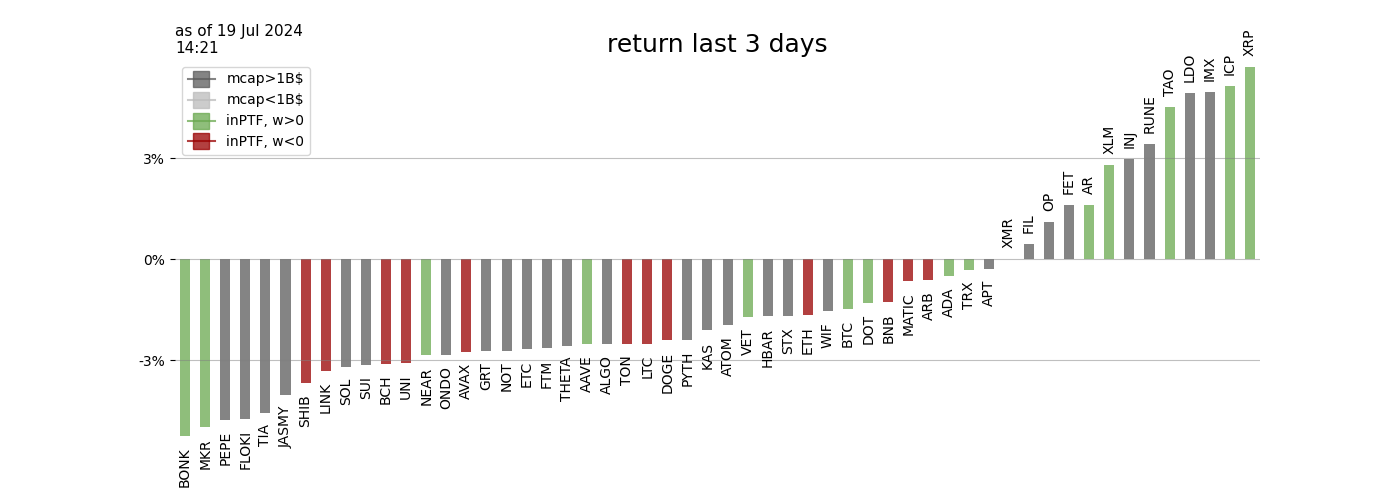 as of 19 Jul 2024
14:21
return last 3 days
mcap>1B$
mcap<1B$
inPTF, w>0
inPTF, w<0
3%
0%
-3%
BONK
MKR
PEPE
FLOKI
TIA
JASMY
SHIB
LINK
SOL
SUI
BCH
UNI
NEAR
ONDO
AVAX
GRT
NOT
ETC
FTM
THETA
AAVE
ALGO
TON
LTC
DOGE
PYTH
KAS
ATOM
VET
HBAR
STX
ETH
WIF
BTC
DOT
BNB
MATIC
ARB
ADA
TRX
APT
XMR
FIL
OP
FET
AR
XLM
INJ
RUNE
TAO
LDO
IMX
ICP
XRP